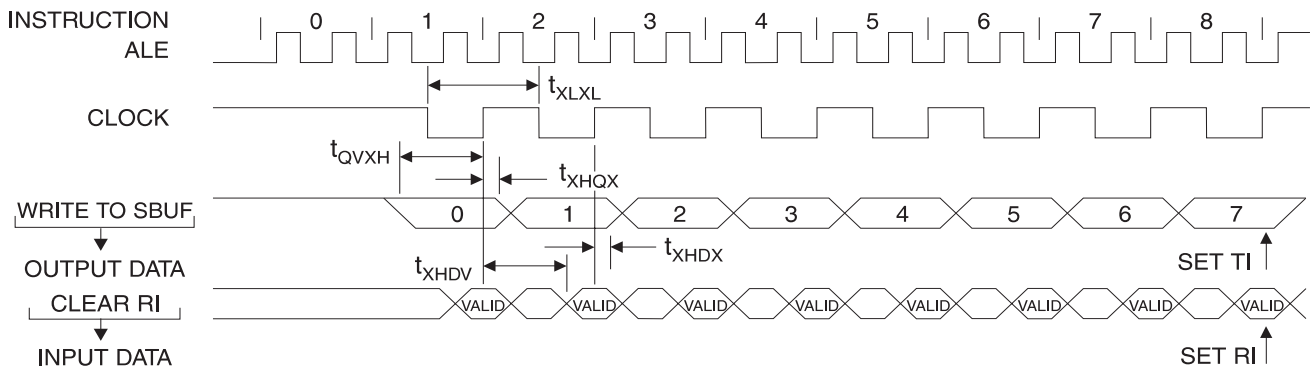 INSTRUCTION 0 1 2 3 4 5 6 7 8
ALE
tXLXL
CLOCK
tQVXH
tXHQX
WRITE TO SBUF 0 1 2 3 4 5 6 7
tXHDX
SET TI
OUTPUT DATA
tXHDV
CLEAR RI VALID VALID VALID VALID VALID VALID VALID VALID
INPUT DATA
SET RI